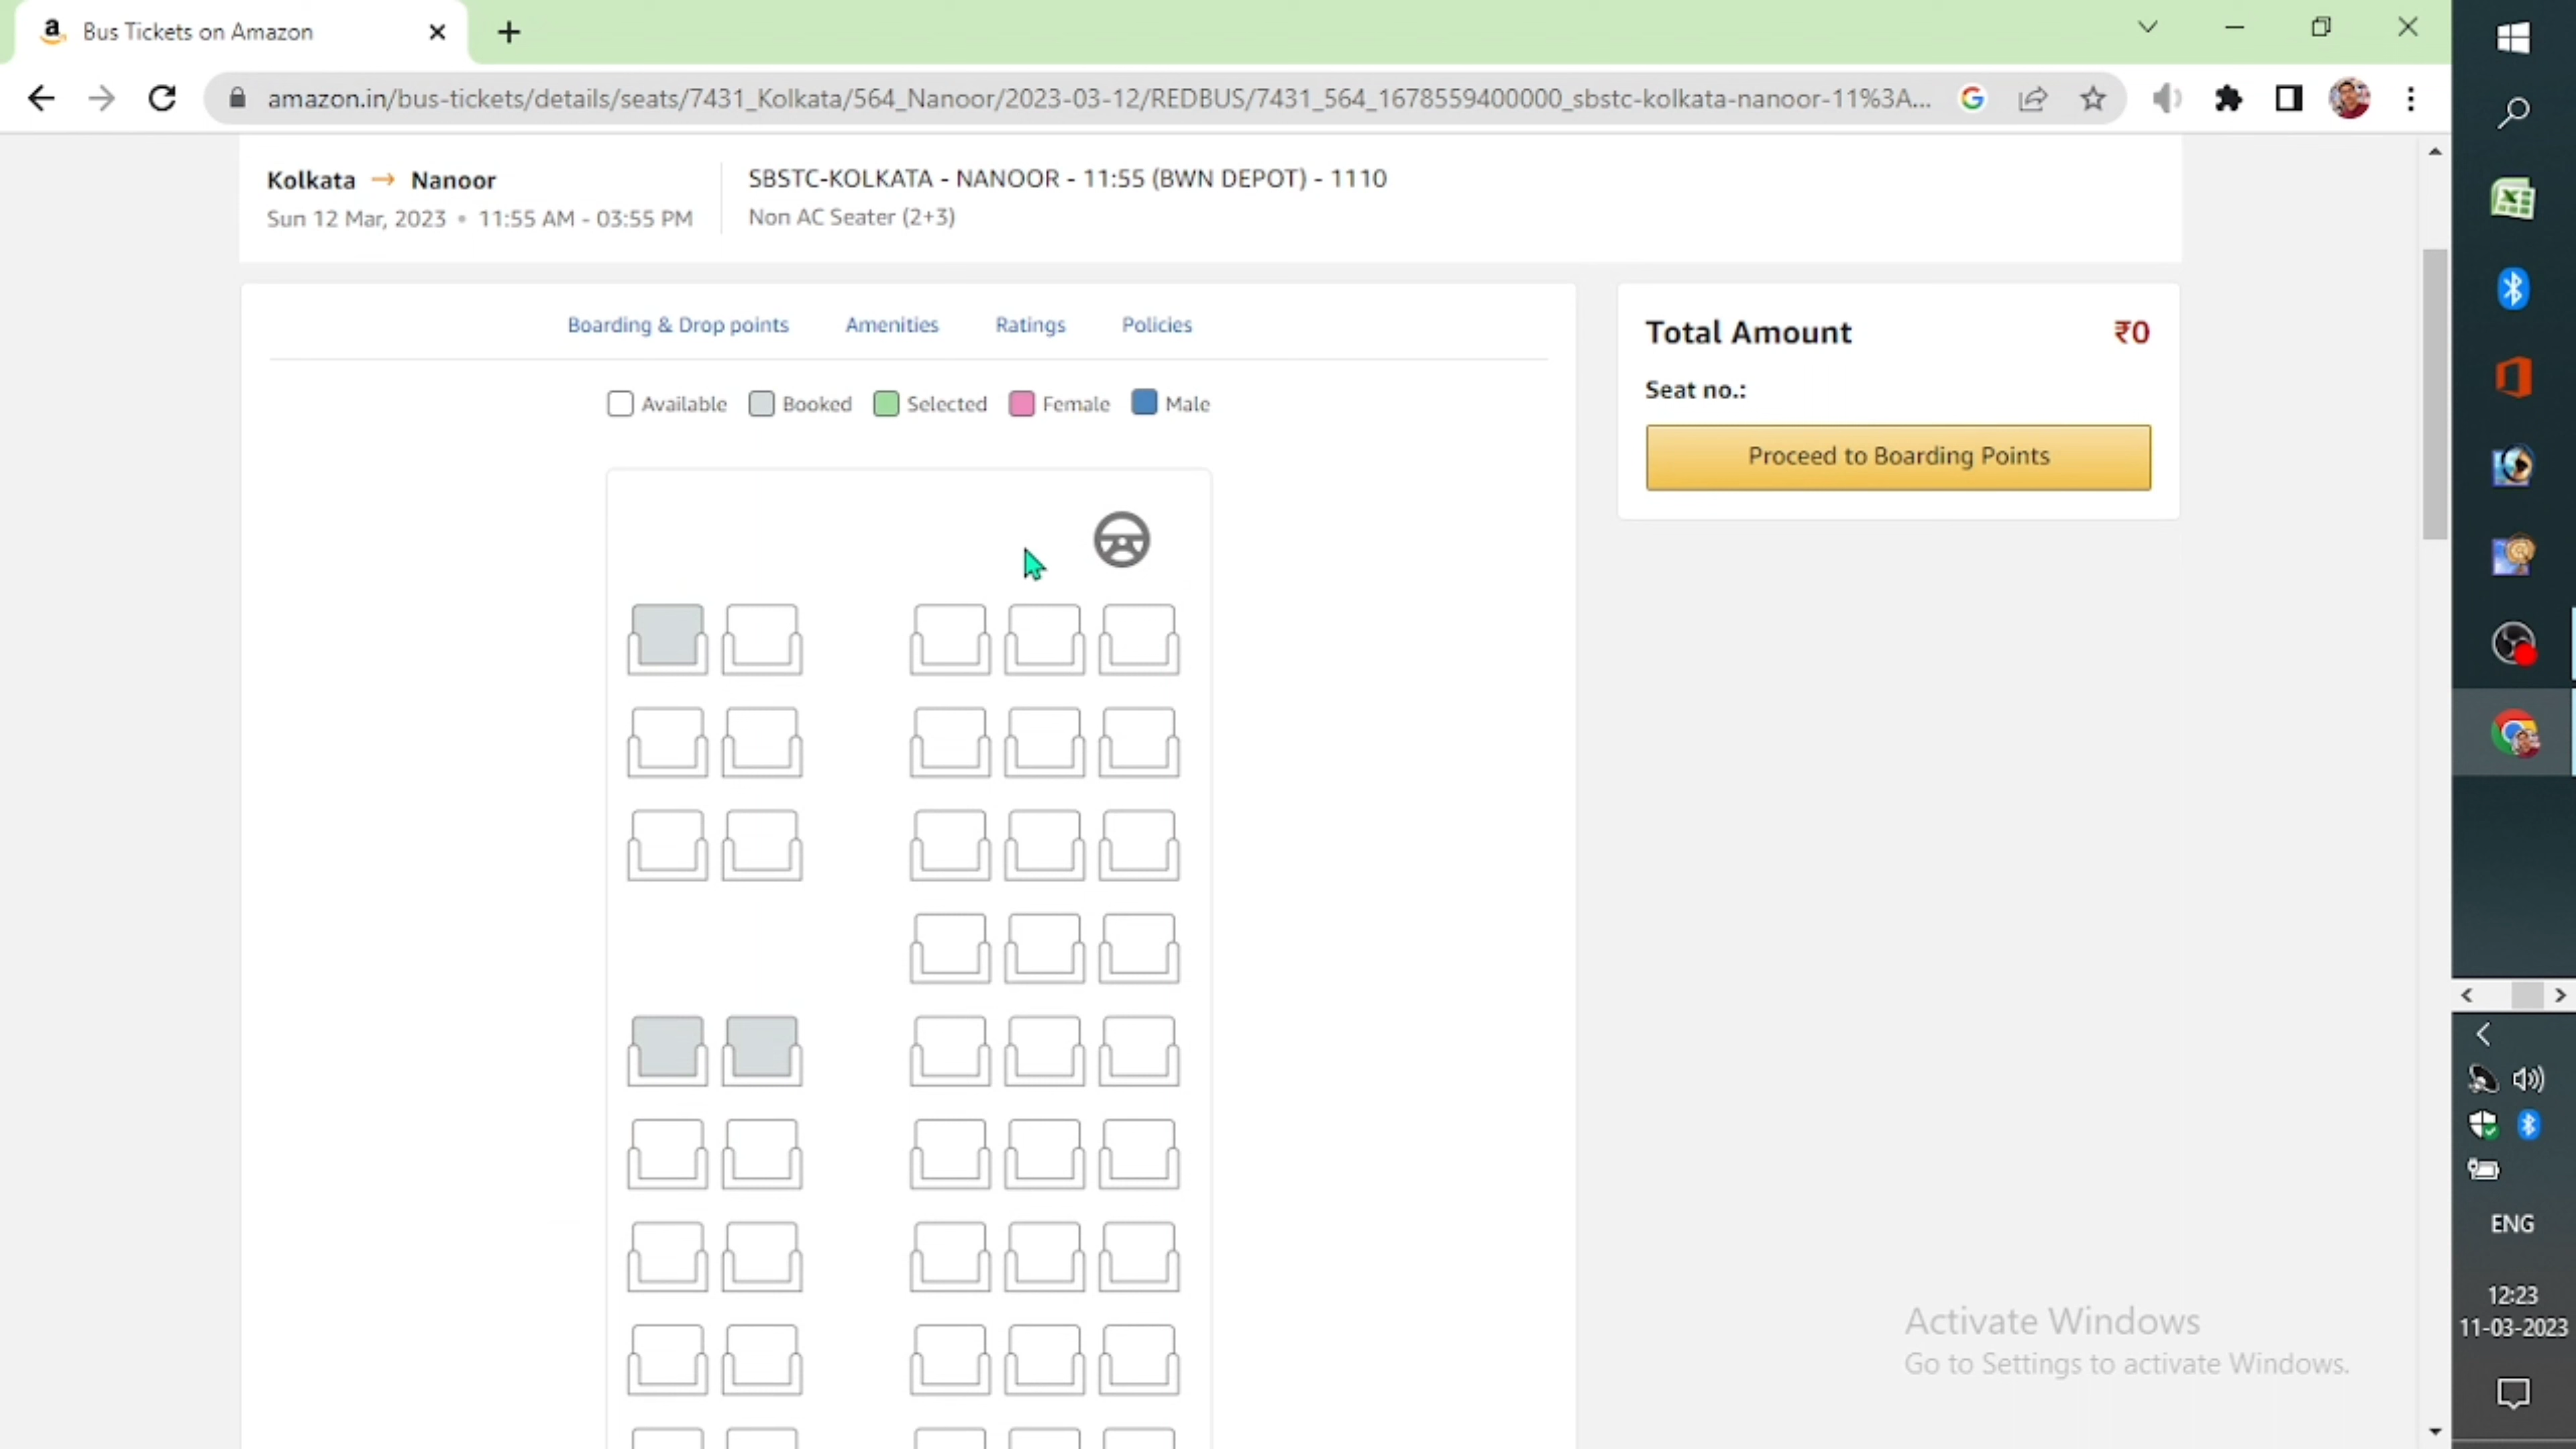 Bus Tickets on Amazon
amazon.in/bus-tickets/details/seats/7431_Kolkata/564_Nanoor/2023-03-12/REDBUS/7431_564_1678559400000_sbstc-kolkata-nanoor-11%3A...
Kolkata → Nanoor
Sun 12 Mar, 2023 • 11:55 AM - 03:55 PM
SBSTC-KOLKATA - NANOOR - 11:55 (BWN DEPOT) - 1110
Non AC Seater (2+3)
Boarding & Drop points Amenities Ratings Policies
Available Booked Selected Female Male
Total Amount ₹0
Seat no.:
Proceed to Boarding Points
Activate Windows
Go to Settings to activate Windows.
ENG
12:23
11-03-2023